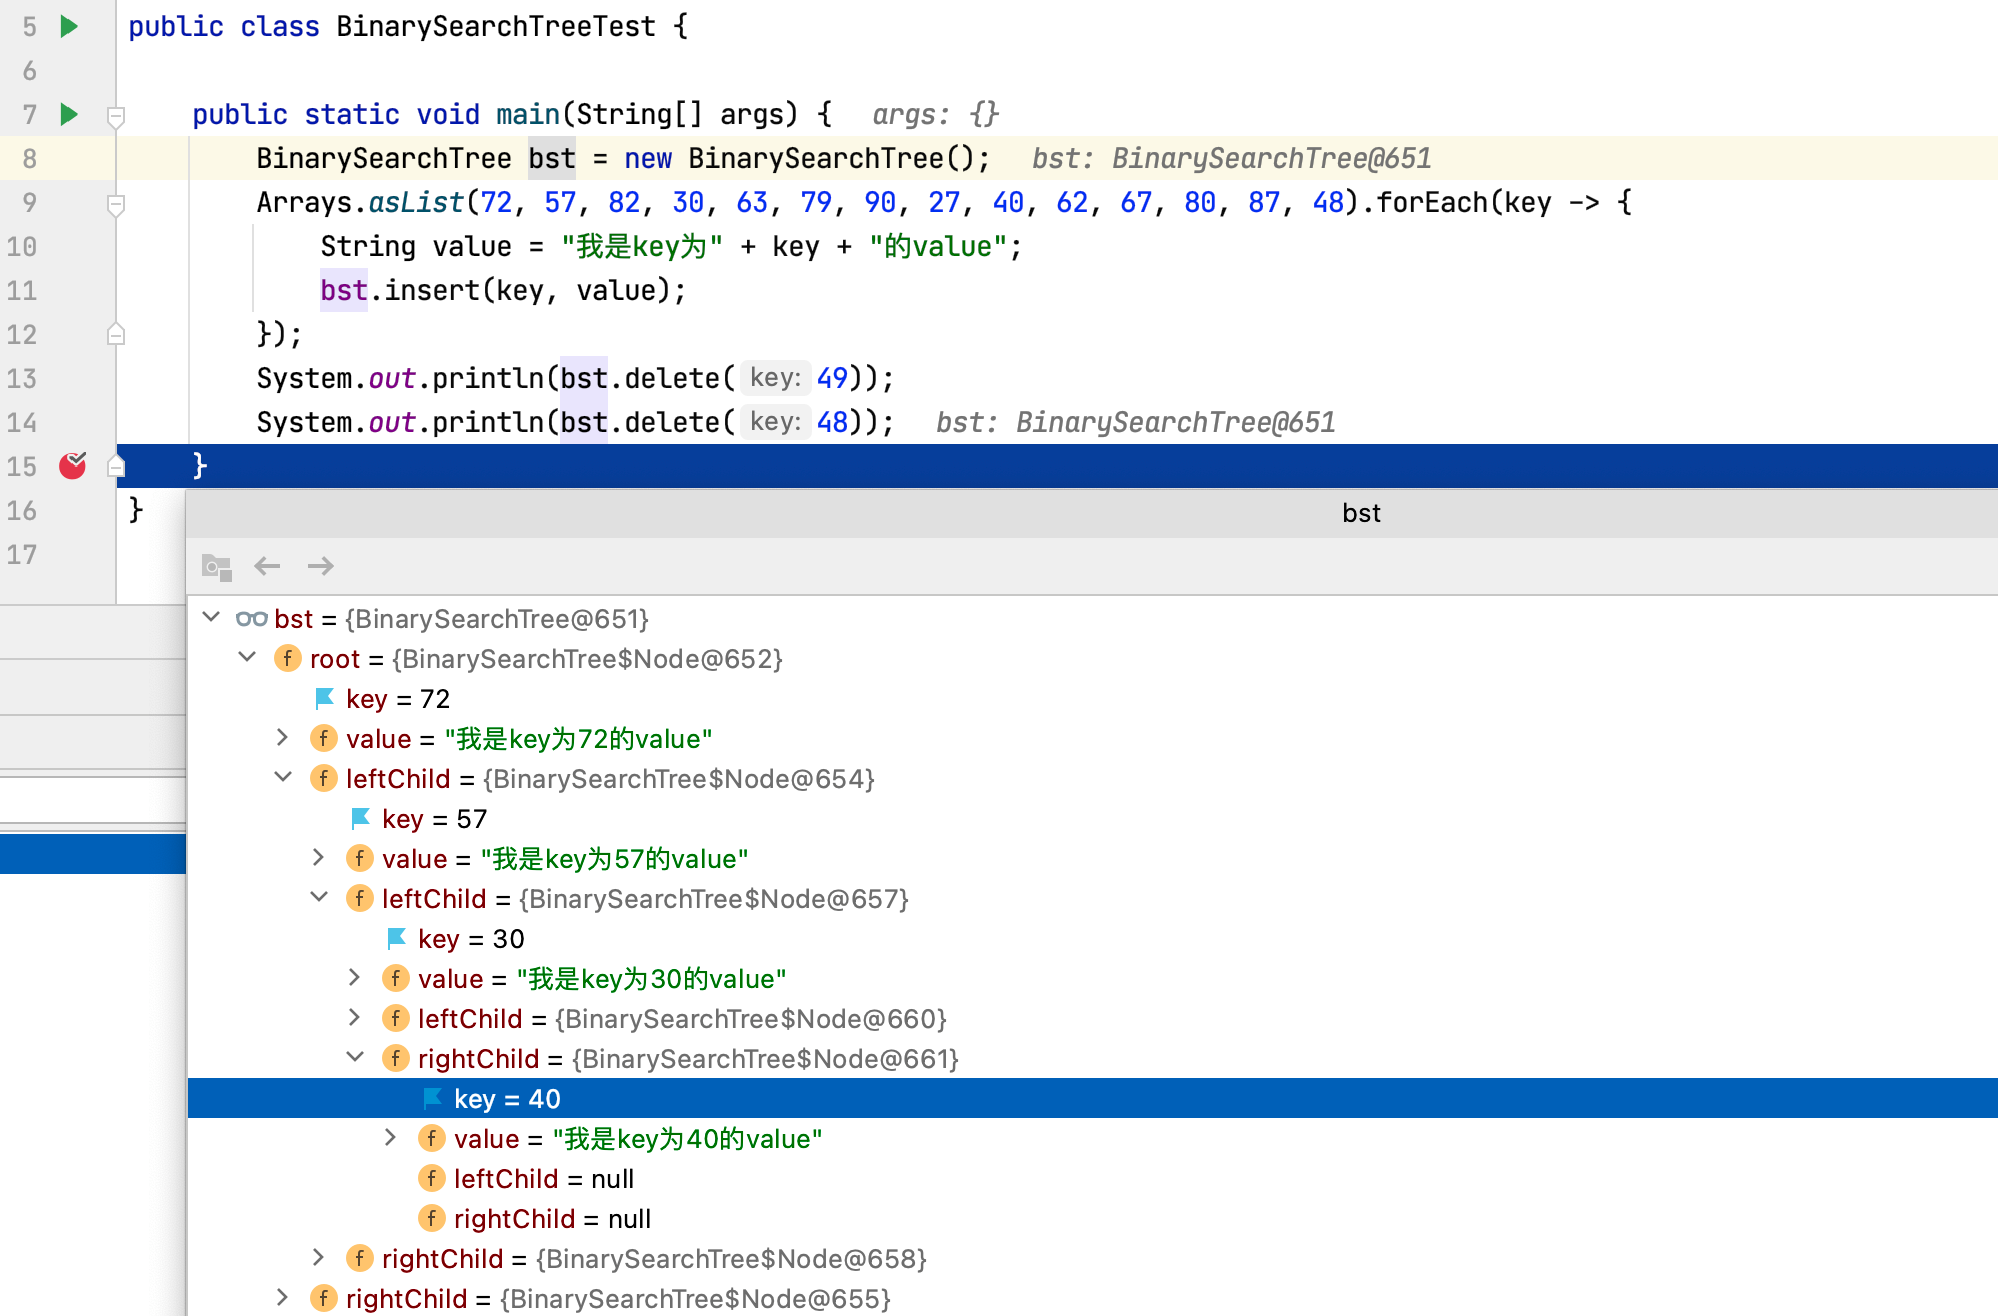 5 public class BinarySearchTreeTest {
6
7 public static void main(String[] args) { args: {}
8 BinarySearchTree bst = new BinarySearchTree(); bst: BinarySearchTree@651
9 Arrays.asList(72, 57, 82, 30, 63, 79, 90, 27, 40, 62, 67, 80, 87, 48).forEach(key -> {
10 String value = "我是key为" + key + "的value";
11 bst.insert(key, value);
12 });
13 System.out.println(bst.delete( key: 49));
14 System.out.println(bst.delete( key: 48)); bst: BinarySearchTree@651
15 }
16 }
17
bst
bst = {BinarySearchTree@651}
f root = {BinarySearchTree$Node@652}
key = 72
f value = "我是key为72的value"
f leftChild = {BinarySearchTree$Node@654}
key = 57
f value = "我是key为57的value"
f leftChild = {BinarySearchTree$Node@657}
key = 30
f value = "我是key为30的value"
f leftChild = {BinarySearchTree$Node@660}
f rightChild = {BinarySearchTree$Node@661}
key = 40
f value = "我是key为40的value"
f leftChild = null
f rightChild = null
f rightChild = {BinarySearchTree$Node@658}
f rightChild = {BinarySearchTree$Node@655}